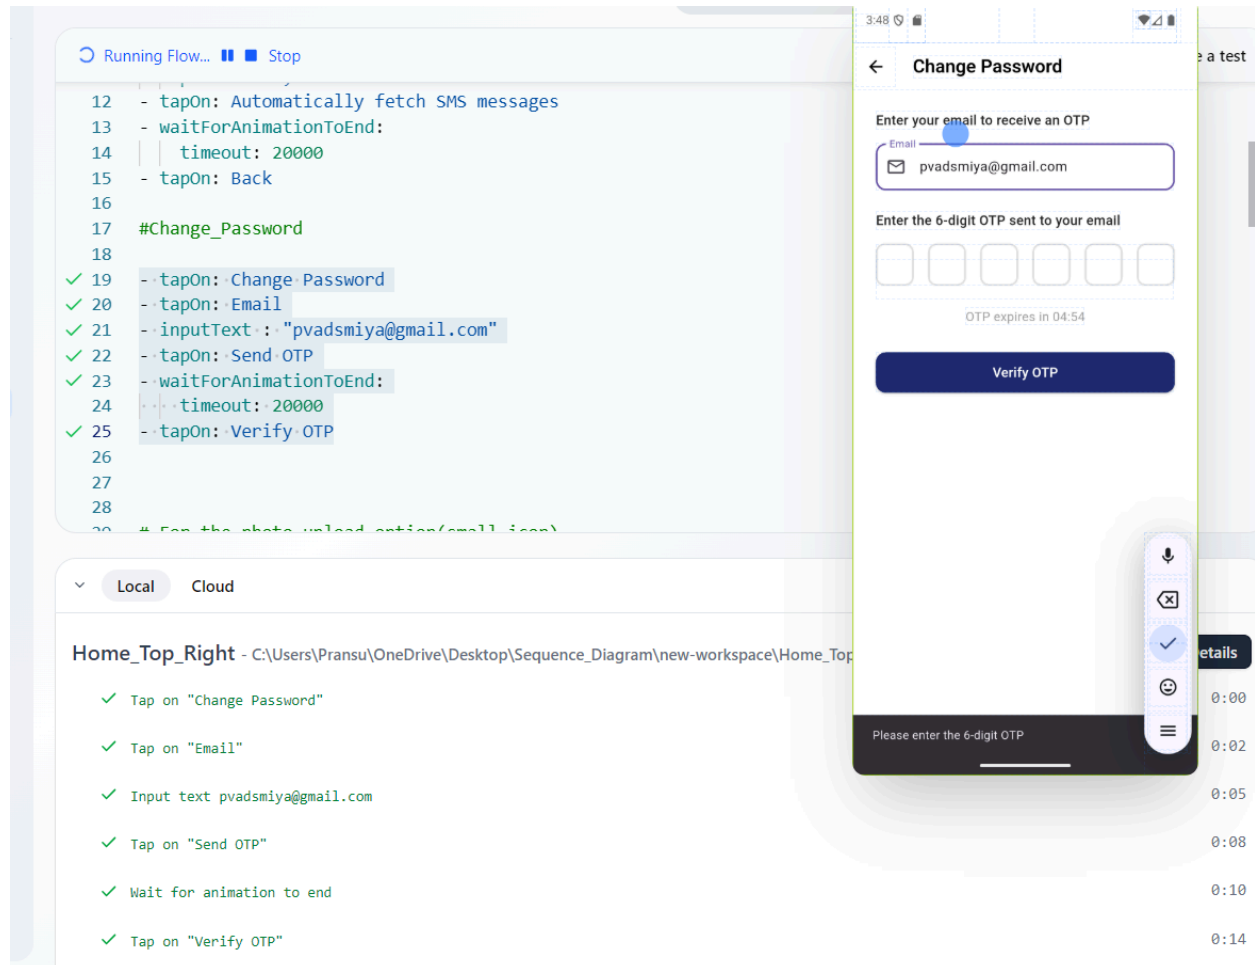 Running Flow... Stop
12 - tapOn: Automatically fetch SMS messages
13 - waitForAnimationToEnd:
14 timeout: 20000
15 - tapOn: Back
16
17 #Change_Password
18
19 - tapOn: Change Password
20 - tapOn: Email
21 - inputText : "pvadsmiya@gmail.com"
22 - tapOn: Send OTP
23 - waitForAnimationToEnd:
24 timeout: 20000
25 - tapOn: Verify OTP
26
27
28
# For the photo upload option(small icon)
Local Cloud
Home_Top_Right - C:\Users\Pransu\OneDrive\Desktop\Sequence_Diagram\new-workspace\Home_Top
Tap on "Change Password" 0:00
Tap on "Email" 0:02
Input text pvadsmiya@gmail.com 0:05
Tap on "Send OTP" 0:08
Wait for animation to end 0:10
Tap on "Verify OTP" 0:14
3:48
Change Password
Enter your email to receive an OTP
Email
pvadsmiya@gmail.com
Enter the 6-digit OTP sent to your email
OTP expires in 04:54
Verify OTP
Please enter the 6-digit OTP
a test
etails